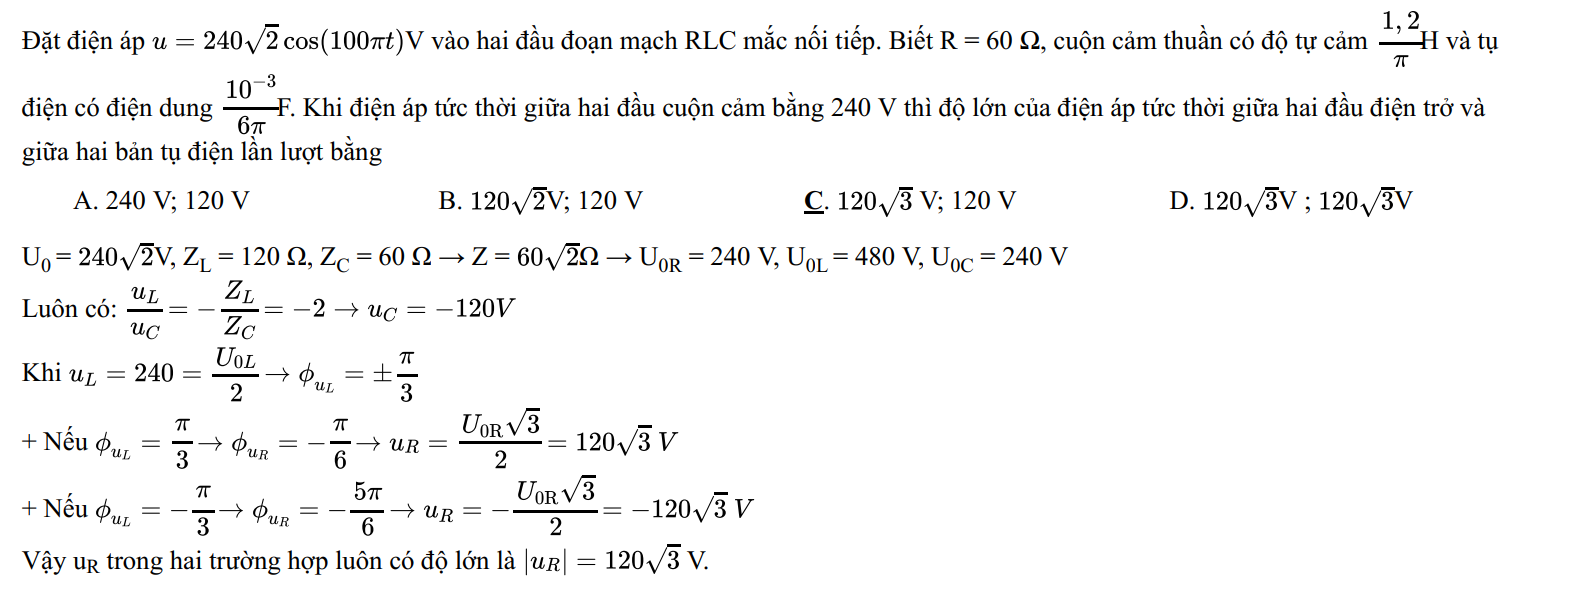 Đặt điện áp $u = 240\sqrt{2}\cos(100\pi t)$V vào hai đầu đoạn mạch RLC mắc nối tiếp. Biết R = 60 Ω, cuộn cảm thuần có độ tự cảm $\frac{1,2}{\pi}$H và tụ
điện có điện dung $\frac{10^{-3}}{6\pi}$F. Khi điện áp tức thời giữa hai đầu cuộn cảm bằng 240 V thì độ lớn của điện áp tức thời giữa hai đầu điện trở và
giữa hai bản tụ điện lần lượt bằng
A. 240 V; 120 V B. $120\sqrt{2}$V; 120 V C. $120\sqrt{3}$ V; 120 V D. $120\sqrt{3}$V ; $120\sqrt{3}$V
$U_0 = 240\sqrt{2}$V, $Z_L$ = 120 Ω, $Z_C$ = 60 Ω → Z = $60\sqrt{2}$Ω → $U_{0R}$ = 240 V, $U_{0L}$ = 480 V, $U_{0C}$ = 240 V
Luôn có: $\frac{u_L}{u_C} = -\frac{Z_L}{Z_C} = -2 \rightarrow u_C = -120V$
Khi $u_L = 240 = \frac{U_{0L}}{2} \rightarrow \phi_{u_L} = \pm\frac{\pi}{3}$
+ Nếu $\phi_{u_L} = \frac{\pi}{3} \rightarrow \phi_{u_R} = -\frac{\pi}{6} \rightarrow u_R = \frac{U_{0R}\sqrt{3}}{2} = 120\sqrt{3}\,V$
+ Nếu $\phi_{u_L} = -\frac{\pi}{3} \rightarrow \phi_{u_R} = -\frac{5\pi}{6} \rightarrow u_R = -\frac{U_{0R}\sqrt{3}}{2} = -120\sqrt{3}\,V$
Vậy $u_R$ trong hai trường hợp luôn có độ lớn là $|u_R| = 120\sqrt{3}$ V.